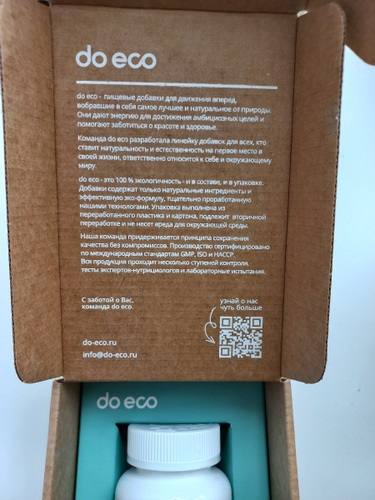 do eco
do eco - пищевые добавки для движения вперед,
вобравшие в себя самое лучшее и натуральное от природы.
Они дают энергию для достижения амбициозных целей и
помогают заботиться о красоте и здоровье.
Команда do eco разработала линейку добавок для всех, кто
ставит натуральность и естественность на первое место в
своей жизни, ответственно относится к себе и окружающему
миру.
do eco - это 100 % экологичность - и в составе, и в упаковке.
Добавки содержат только натуральные ингредиенты и
эффективную эко-формулу, тщательно проработанную
нашими технологами. Упаковка выполнена из
переработанного пластика и картона, подлежит вторичной
переработке и не несет вреда для окружающей среды.
Наша команда придерживается принципа сохранения
качества без компромиссов. Производство сертифицировано
по международным стандартам GMP, ISO и HACCP.
Вся продукция проходит несколько ступеней контроля,
тесты экспертов-нутрициологов и лабораторные испытания.
С заботой о Вас,
команда do eco.
узнай о нас
чуть больше
do-eco.ru
info@do-eco.ru
do eco